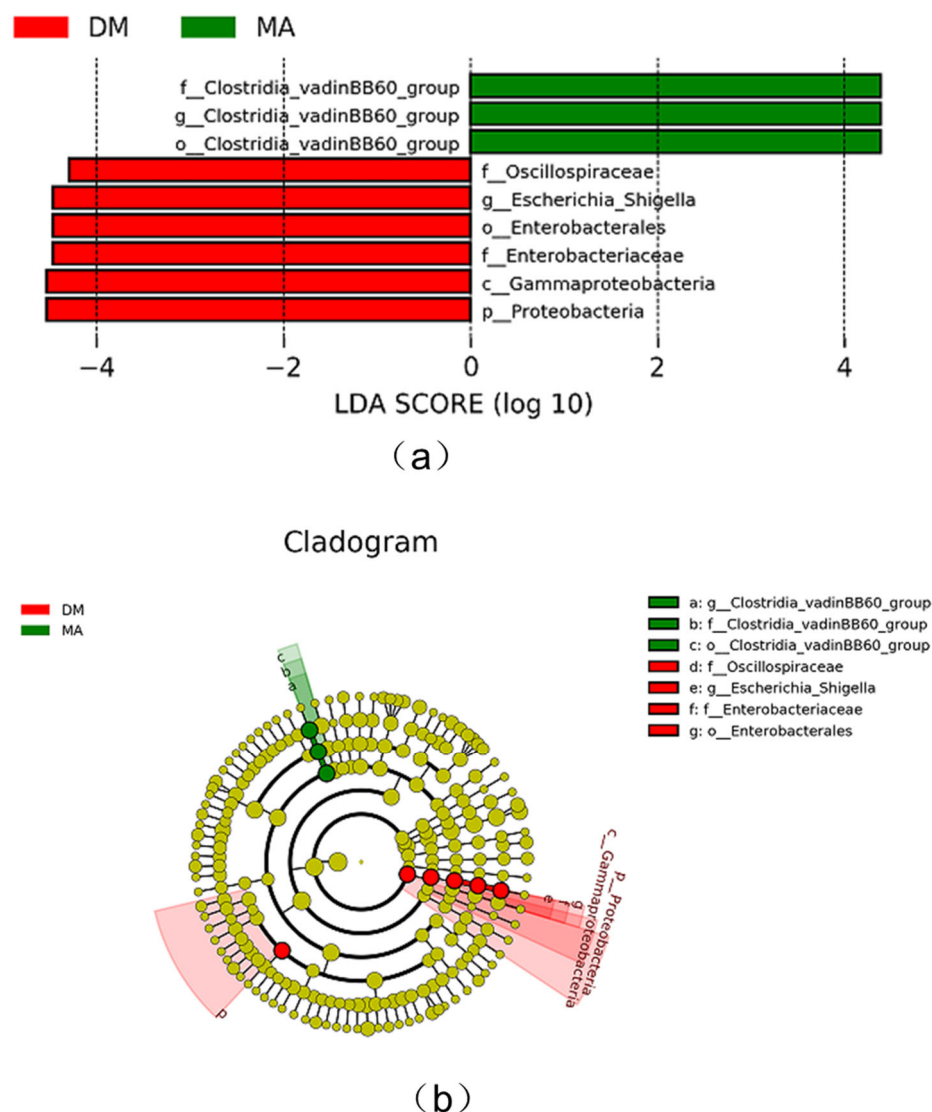 DM MA
f__Clostridia_vadinBB60_group
g__Clostridia_vadinBB60_group
o__Clostridia_vadinBB60_group
f__Oscillospiraceae
g__Escherichia_Shigella
o__Enterobacterales
f__Enterobacteriaceae
c__Gammaproteobacteria
p__Proteobacteria
−4 −2 0 2 4
LDA SCORE (log 10)
(a)
Cladogram
DM
MA
a: g__Clostridia_vadinBB60_group
b: f__Clostridia_vadinBB60_group
c: o__Clostridia_vadinBB60_group
d: f__Oscillospiraceae
e: g__Escherichia_Shigella
f: f__Enterobacteriaceae
g: o__Enterobacterales
c
b
a
e
f
g
c__Gammaproteobacteria
p__Proteobacteria
d
(b)